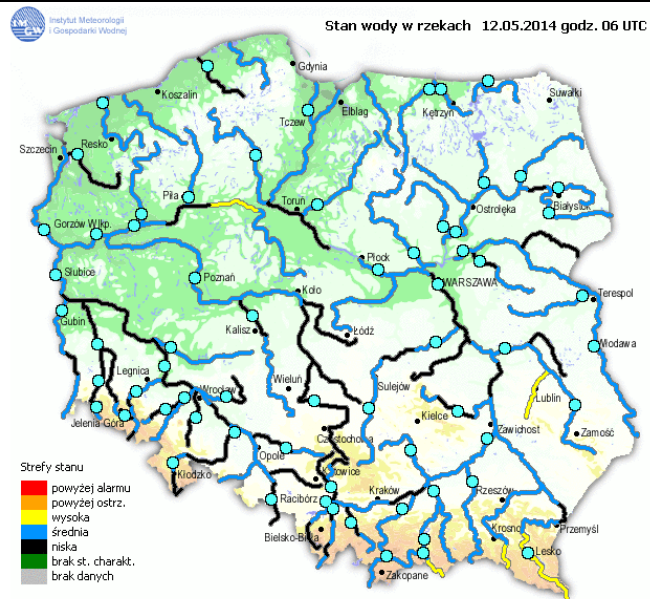 Instytut Meteorologii
i Gospodarki Wodnej
Stan wody w rzekach 12.05.2014 godz. 06 UTC
Gdynia
Koszalin
Suwałki
Elbląg
Kętrzyn
Tczew
Resko
Szczecin
Piła
Toruń
Ostrołęka
Białystok
Gorzów Wlkp.
Płock
Słubice
Poznań
WARSZAWA
Koło
Terespol
Gubin
Kalisz
Łódź
Włodawa
Legnica
Wieluń
Sulejów
Wrocław
Lublin
Jelenia Góra
Kielce
Zawichost
Zamość
Częstochowa
Opole
Strefy stanu
Kłodzko
Katowice
Rzeszów
powyżej alarmu
Racibórz
Kraków
powyżej ostrz.
wysoka
Krosno
Przemyśl
średnia
Bielsko-Biała
niska
Lesko
brak st. charakt.
Zakopane
brak danych